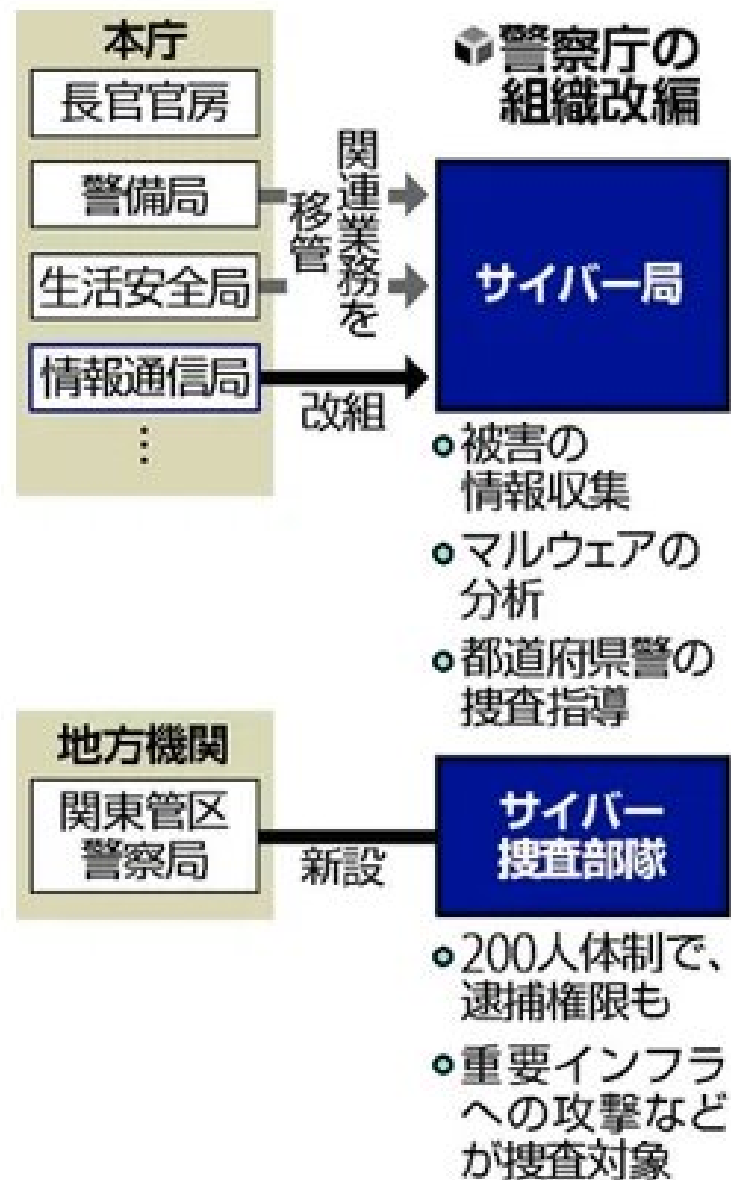 警察庁の
組織改編
本庁
長官官房
警備局
生活安全局
情報通信局
⋮
関連業務を
移管
改組
サイバー局
被害の
情報収集
マルウェアの
分析
都道府県警の
捜査指導
地方機関
関東管区
警察局
新設
サイバー
捜査部隊
200人体制で、
逮捕権限も
重要インフラ
への攻撃など
が捜査対象